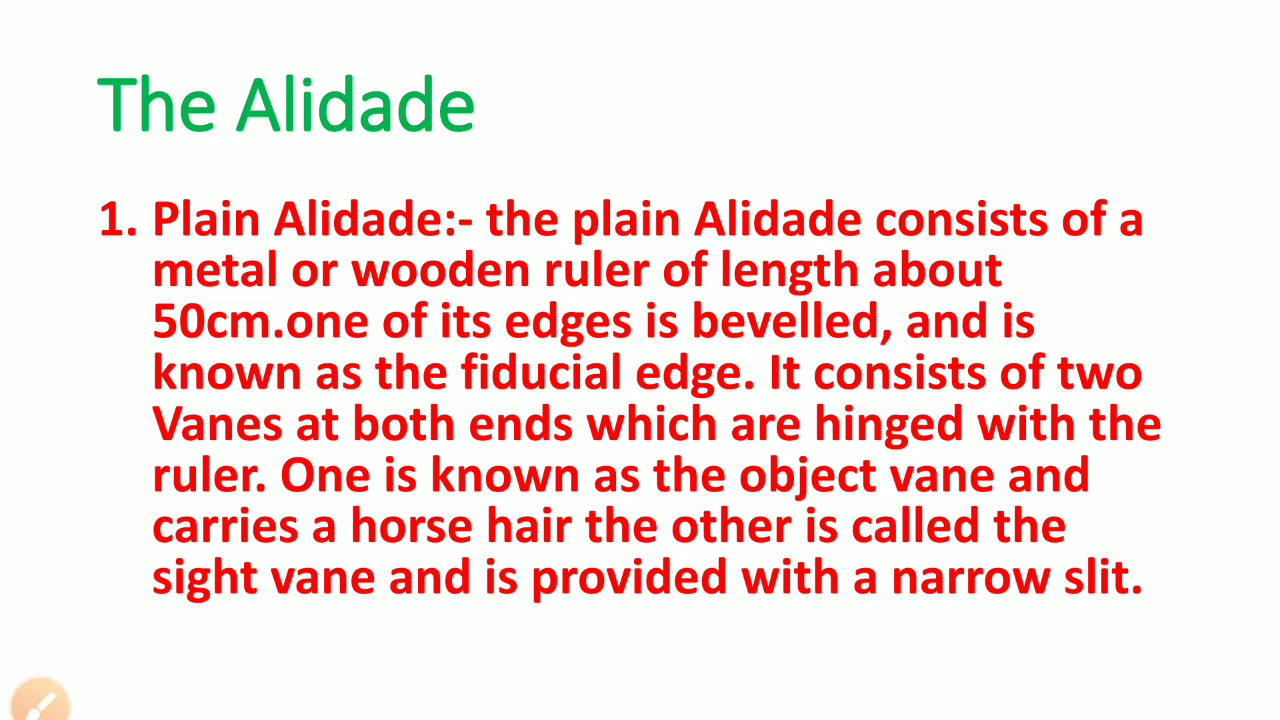 The Alidade
1. Plain Alidade:- the plain Alidade consists of a
metal or wooden ruler of length about
50cm.one of its edges is bevelled, and is
known as the fiducial edge. It consists of two
Vanes at both ends which are hinged with the
ruler. One is known as the object vane and
carries a horse hair the other is called the
sight vane and is provided with a narrow slit.